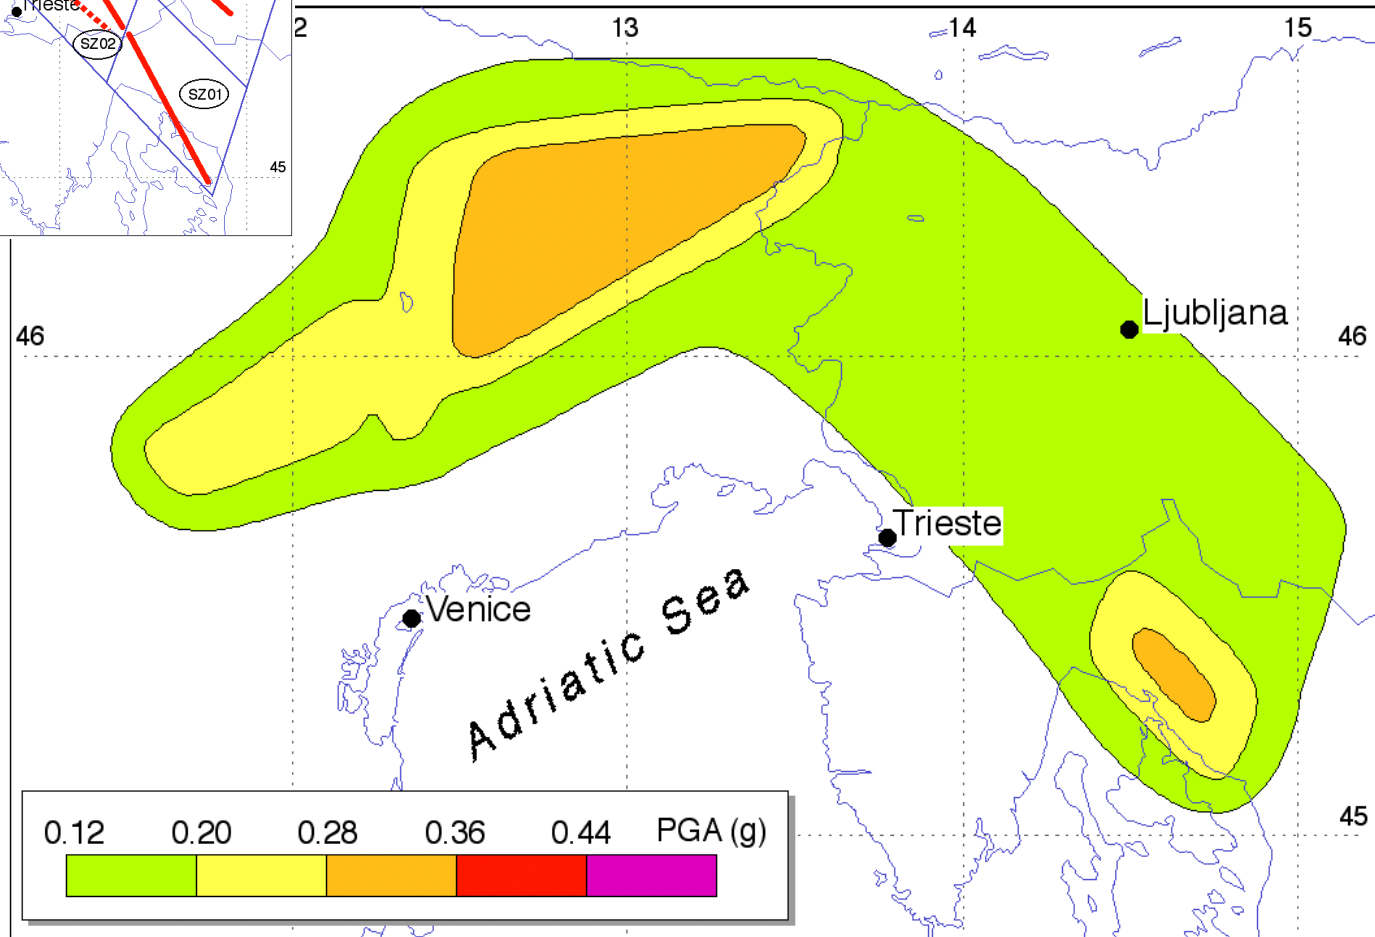 Trieste
SZ02
SZ01
45
2
13
14
15
46
46
Ljubljana
Trieste
Venice
Adriatic Sea
45
0.12 0.20 0.28 0.36 0.44 PGA (g)